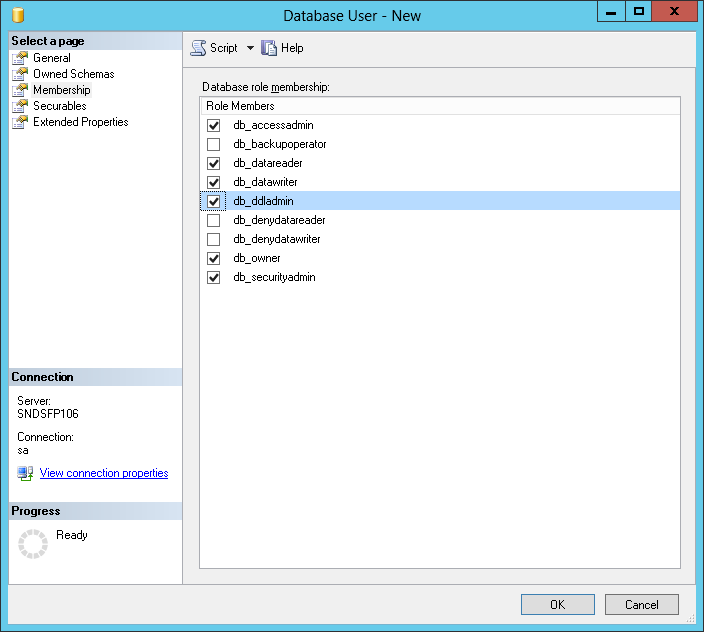 Database User - New
Select a page
General
Owned Schemas
Membership
Securables
Extended Properties
Script
Help
Database role membership:
Role Members
db_accessadmin
db_backupoperator
db_datareader
db_datawriter
db_ddladmin
db_denydatareader
db_denydatawriter
db_owner
db_securityadmin
Connection
Server:
SNDSFP106
Connection:
sa
View connection properties
Progress
Ready
OK
Cancel